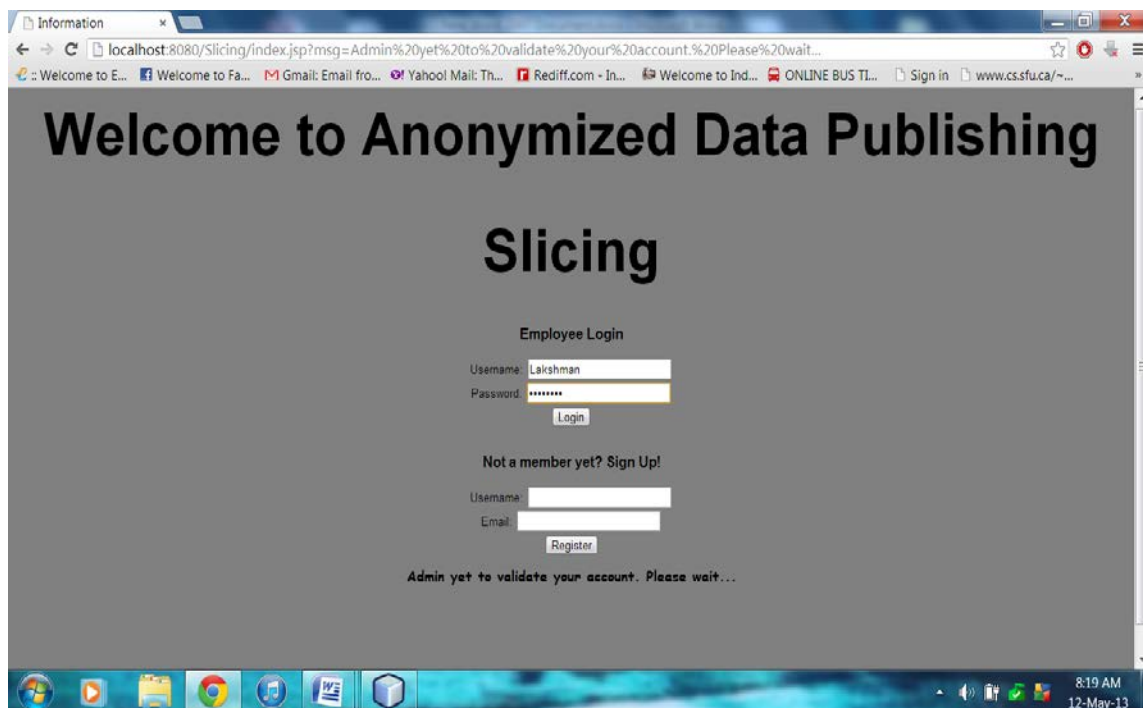 Information
localhost:8080/Slicing/index.jsp?msg=Admin%20yet%20to%20validate%20your%20account.%20Please%20wait...
:: Welcome to E... Welcome to Fa... Gmail: Email fro... Yahoo! Mail: Th... Rediff.com - In... Welcome to Ind... ONLINE BUS TI... Sign in www.cs.sfu.ca/~...
Welcome to Anonymized Data Publishing
Slicing
Employee Login
Username: Lakshman
Password: ••••••••
Login
Not a member yet? Sign Up!
Username:
Email:
Register
Admin yet to validate your account. Please wait...
8:19 AM
12-May-13